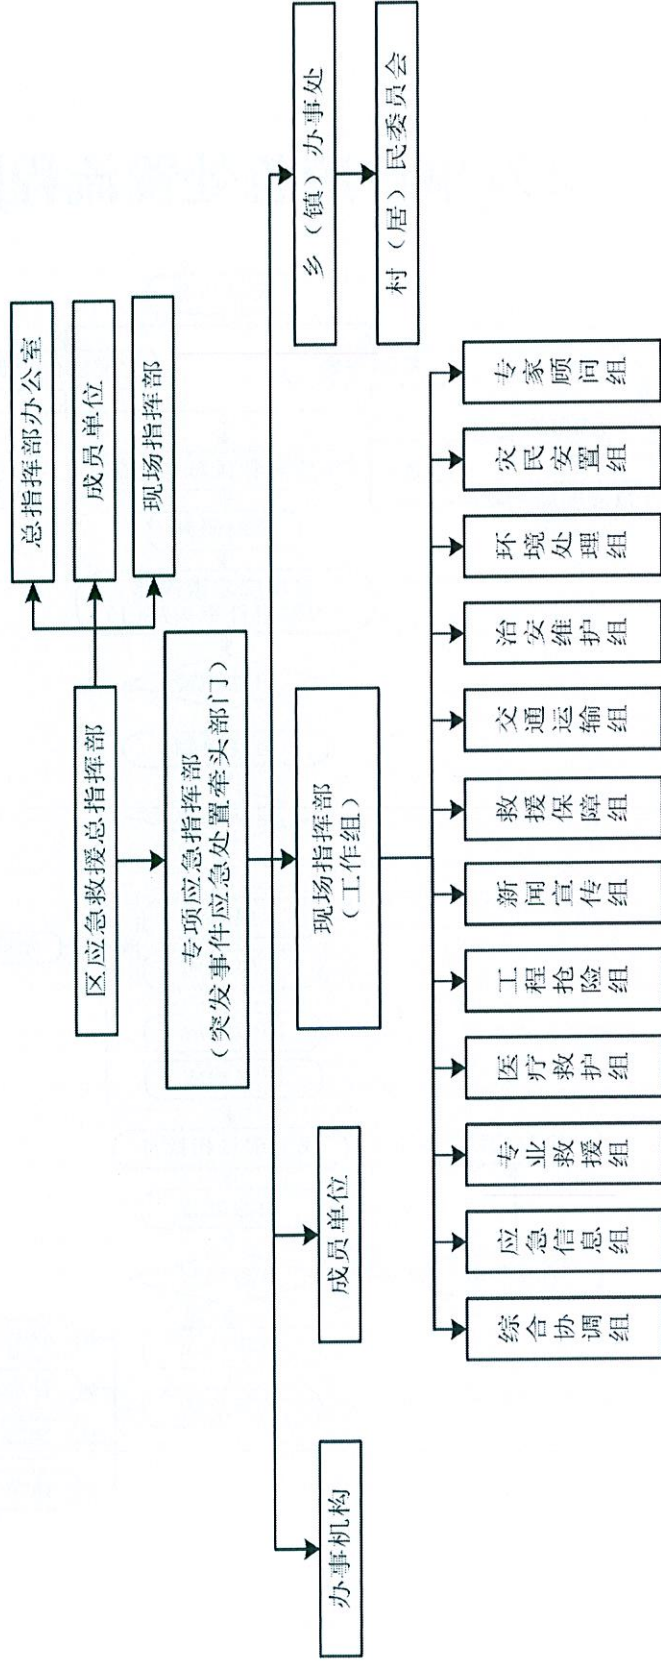 区应急救援总指挥部
总指挥部办公室
成员单位
现场指挥部
专项应急指挥部
（突发事件应急处置牵头部门）
办事机构
成员单位
现场指挥部
（工作组）
乡（镇）办事处
村（居）民委员会
综合协调组
应急信息组
专业救援组
医疗救护组
工程抢险组
新闻宣传组
救援保障组
交通运输组
治安维护组
环境处理组
灾民安置组
专家顾问组